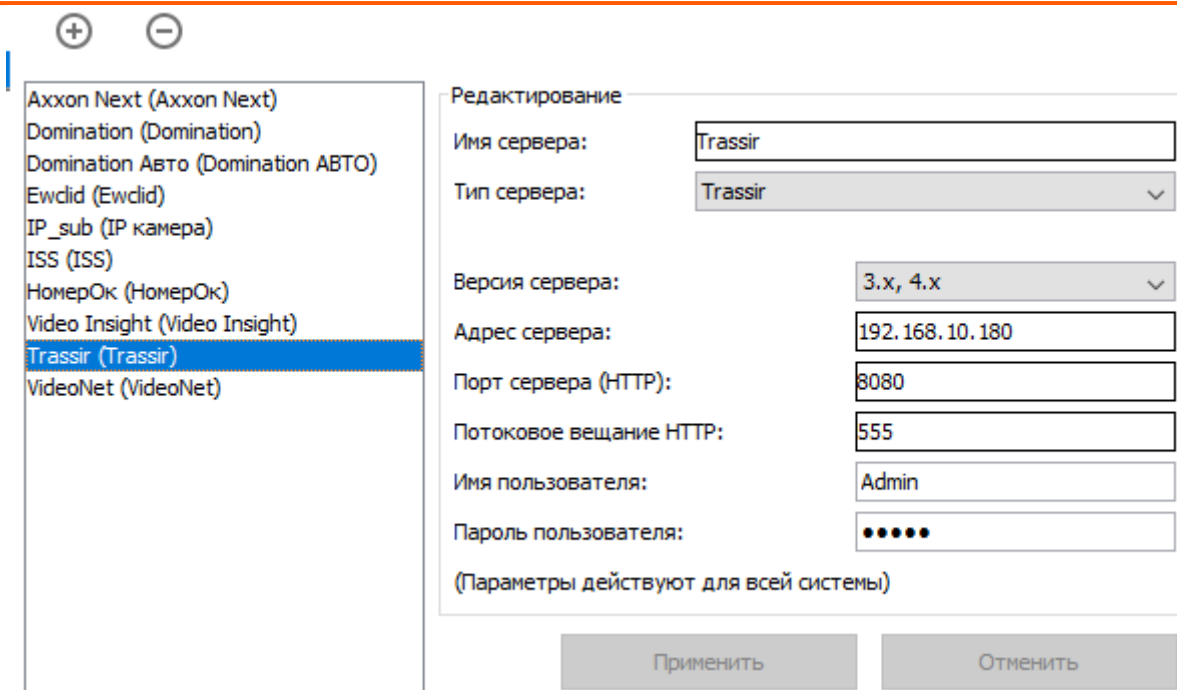 Axxon Next (Axxon Next)
Domination (Domination)
Domination Авто (Domination АВТО)
Ewclid (Ewclid)
IP_sub (IP камера)
ISS (ISS)
НомерОк (НомерОк)
Video Insight (Video Insight)
Trassir (Trassir)
VideoNet (VideoNet)
Редактирование
Имя сервера: Trassir
Тип сервера: Trassir
Версия сервера: 3.x, 4.x
Адрес сервера: 192.168.10.180
Порт сервера (HTTP): 8080
Потоковое вещание HTTP: 555
Имя пользователя: Admin
Пароль пользователя: •••••
(Параметры действуют для всей системы)
Применить Отменить